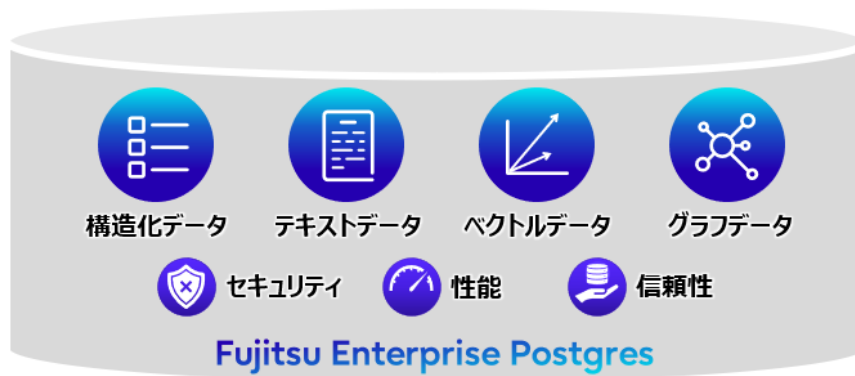 構造化データ テキストデータ ベクトルデータ グラフデータ
セキュリティ 性能 信頼性
Fujitsu Enterprise Postgres